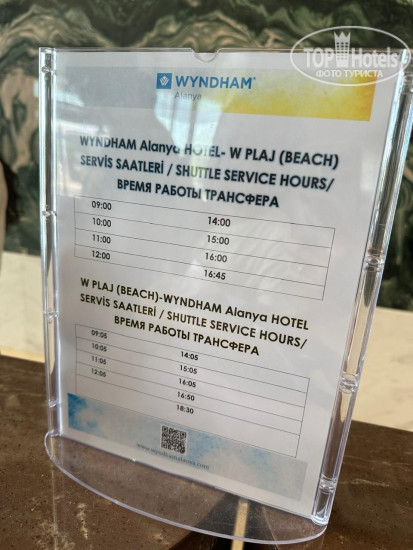 TOP Hotels
ФОТО ТУРИСТА
WYNDHAM
Alanya
WYNDHAM Alanya HOTEL- W PLAJ (BEACH)
SERVİS SAATLERİ / SHUTTLE SERVICE HOURS/
ВРЕМЯ РАБОТЫ ТРАНСФЕРА
09:00 14:00
10:00 15:00
11:00 16:00
12:00 16:45
W PLAJ (BEACH)-WYNDHAM Alanya HOTEL
SERVİS SAATLERİ / SHUTTLE SERVICE HOURS/
ВРЕМЯ РАБОТЫ ТРАНСФЕРА
09:05 14:05
10:05 15:05
11:05 16:05
12:05 16:50
18:30
www.wyndhamalanya.com